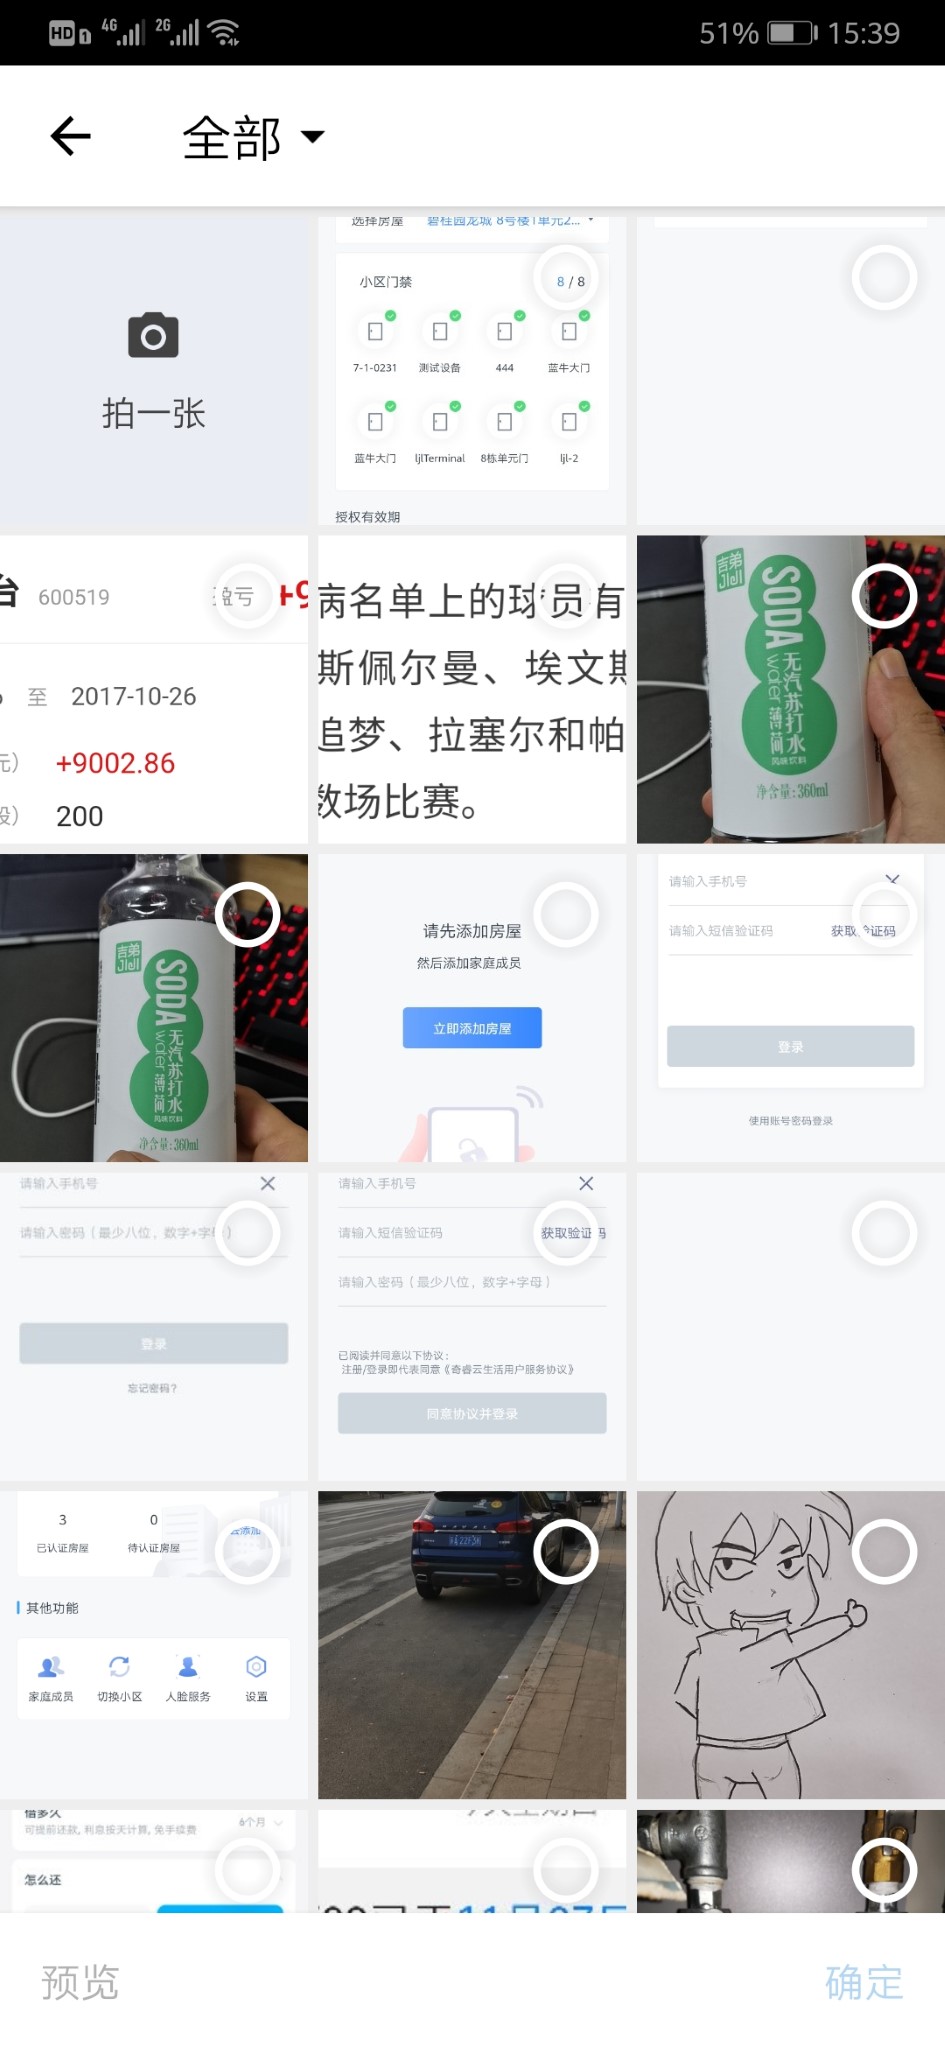 HD 1 4G 2G 51% 15:39
全部
拍一张
选择房屋 碧桂园龙城 8号楼1单元2...
小区门禁 8 / 8
7-1-0231 测试设备 444 蓝牛大门
蓝牛大门 ljlTerminal 8栋单元门 ljl-2
授权有效期
台 600519 盈亏 +9
至 2017-10-26
元） +9002.86
股） 200
病名单上的球员有
斯佩尔曼、埃文斯
追梦、拉塞尔和帕
数场比赛。
吉弟
JIDI
SODA
water
无汽苏打水
薄荷
风味饮料
净含量:360ml
吉弟
JIDI
SODA
water
无汽苏打水
薄荷
风味饮料
净含量:360ml
请先添加房屋
然后添加家庭成员
立即添加房屋
请输入手机号
请输入短信验证码 获取验证码
登录
使用账号密码登录
请输入手机号
请输入密码（最少八位，数字+字母）
登录
忘记密码?
请输入手机号
请输入短信验证码 获取验证码
请输入密码（最少八位，数字+字母）
已阅读并同意以下协议：
注册/登录即代表同意《奇睿云生活用户服务协议》
同意协议并登录
3 0
已认证房屋 待认证房屋
其他功能
家庭成员 切换小区 人脸服务 设置
HAVAL
借多久 6个月
可提前还款, 利息按天计算, 免手续费
怎么还
预览 确定